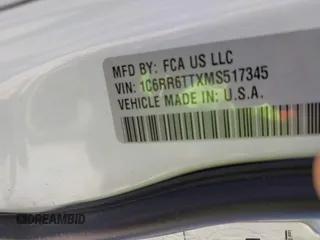 MFD BY: FCA US LLC
VIN: 1C6RR6TTXMS517345
VEHICLE MADE IN: U.S.A.
DREAMBID